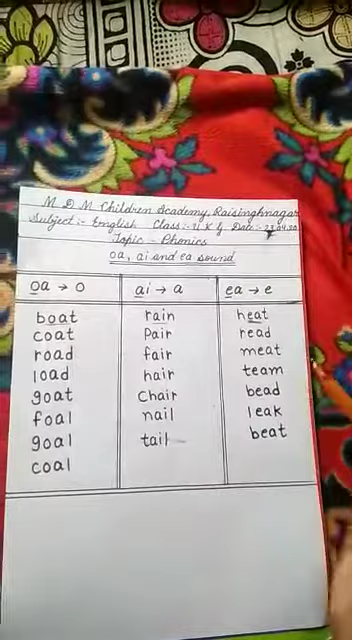 M D M Children Academy, Raisinghnagar
Subject :- English Class :- U K G Date :- 23.04.20
Topic - Phonics
oa, ai and ea sound
oa → o ai → a ea → e
boat rain heat
coat Pair read
road fair meat
load hair team
goat Chair bead
foal nail leak
goal tail beat
coal